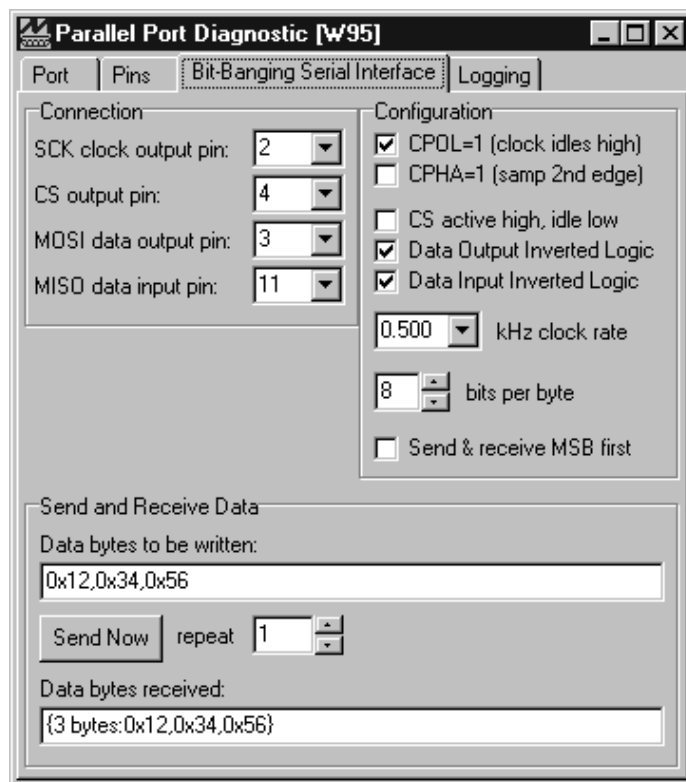 Parallel Port Diagnostic [W95]
Port Pins Bit-Banging Serial Interface Logging
Connection
SCK clock output pin: 2
CS output pin: 4
MOSI data output pin: 3
MISO data input pin: 11
Configuration
CPOL=1 (clock idles high)
CPHA=1 (samp 2nd edge)
CS active high, idle low
Data Output Inverted Logic
Data Input Inverted Logic
0.500 kHz clock rate
8 bits per byte
Send & receive MSB first
Send and Receive Data
Data bytes to be written:
0x12,0x34,0x56
Send Now repeat 1
Data bytes received:
{3 bytes:0x12,0x34,0x56}